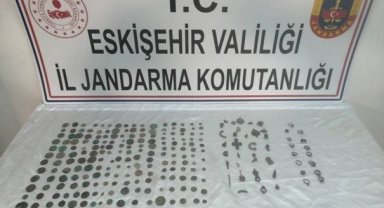 T.C.
ESKİŞEHİR VALİLİĞİ
İL JANDARMA KOMUTANLIĞI